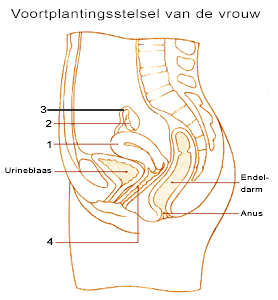 Voortplantingsstelsel van de vrouw
3
2
1
Urineblaas
Endel-
darm
Anus
4